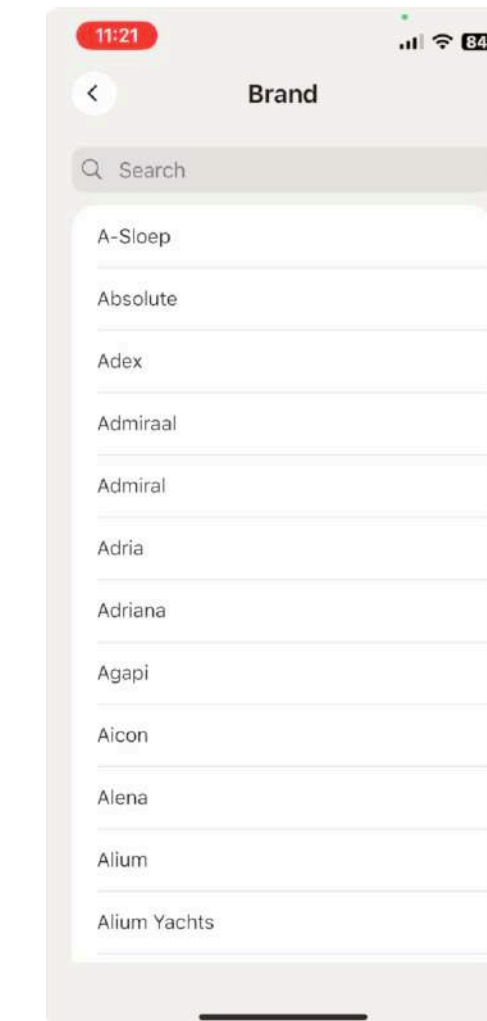 11:21
84
Brand
Search
A-Sloep
Absolute
Adex
Admiraal
Admiral
Adria
Adriana
Agapi
Aicon
Alena
Alium
Alium Yachts